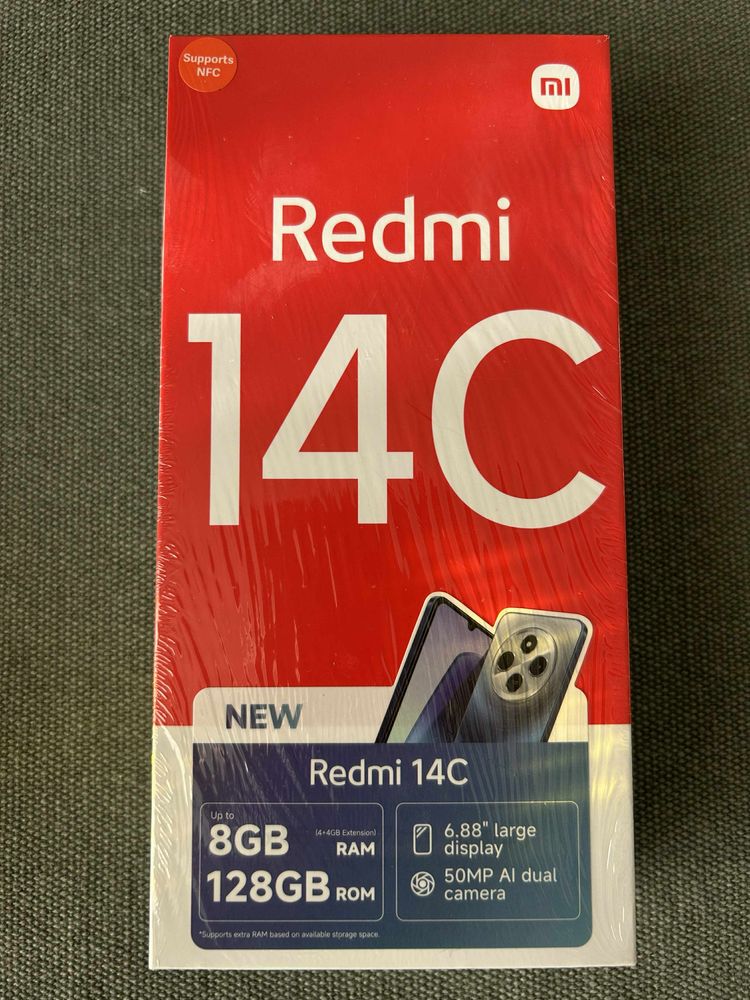 Supports
NFC
mi
Redmi
14C
NEW
Redmi 14C
Up to
8GB (4+4GB Extension) RAM
128GB ROM
6.88" large
display
50MP AI dual
camera
*Supports extra RAM based on available storage space.